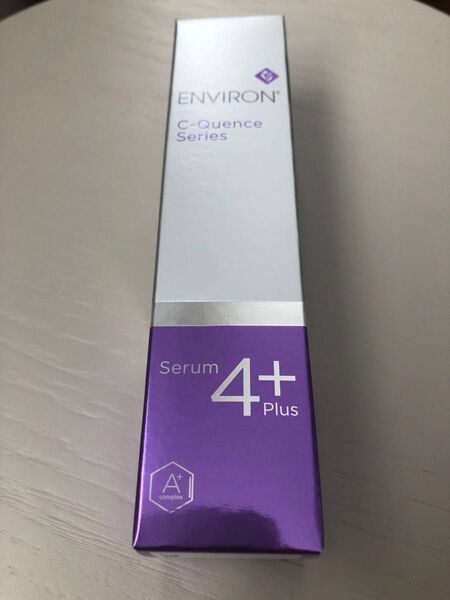 ENVIRON®
C-Quence
Series
Serum 4+
Plus
A+
complex